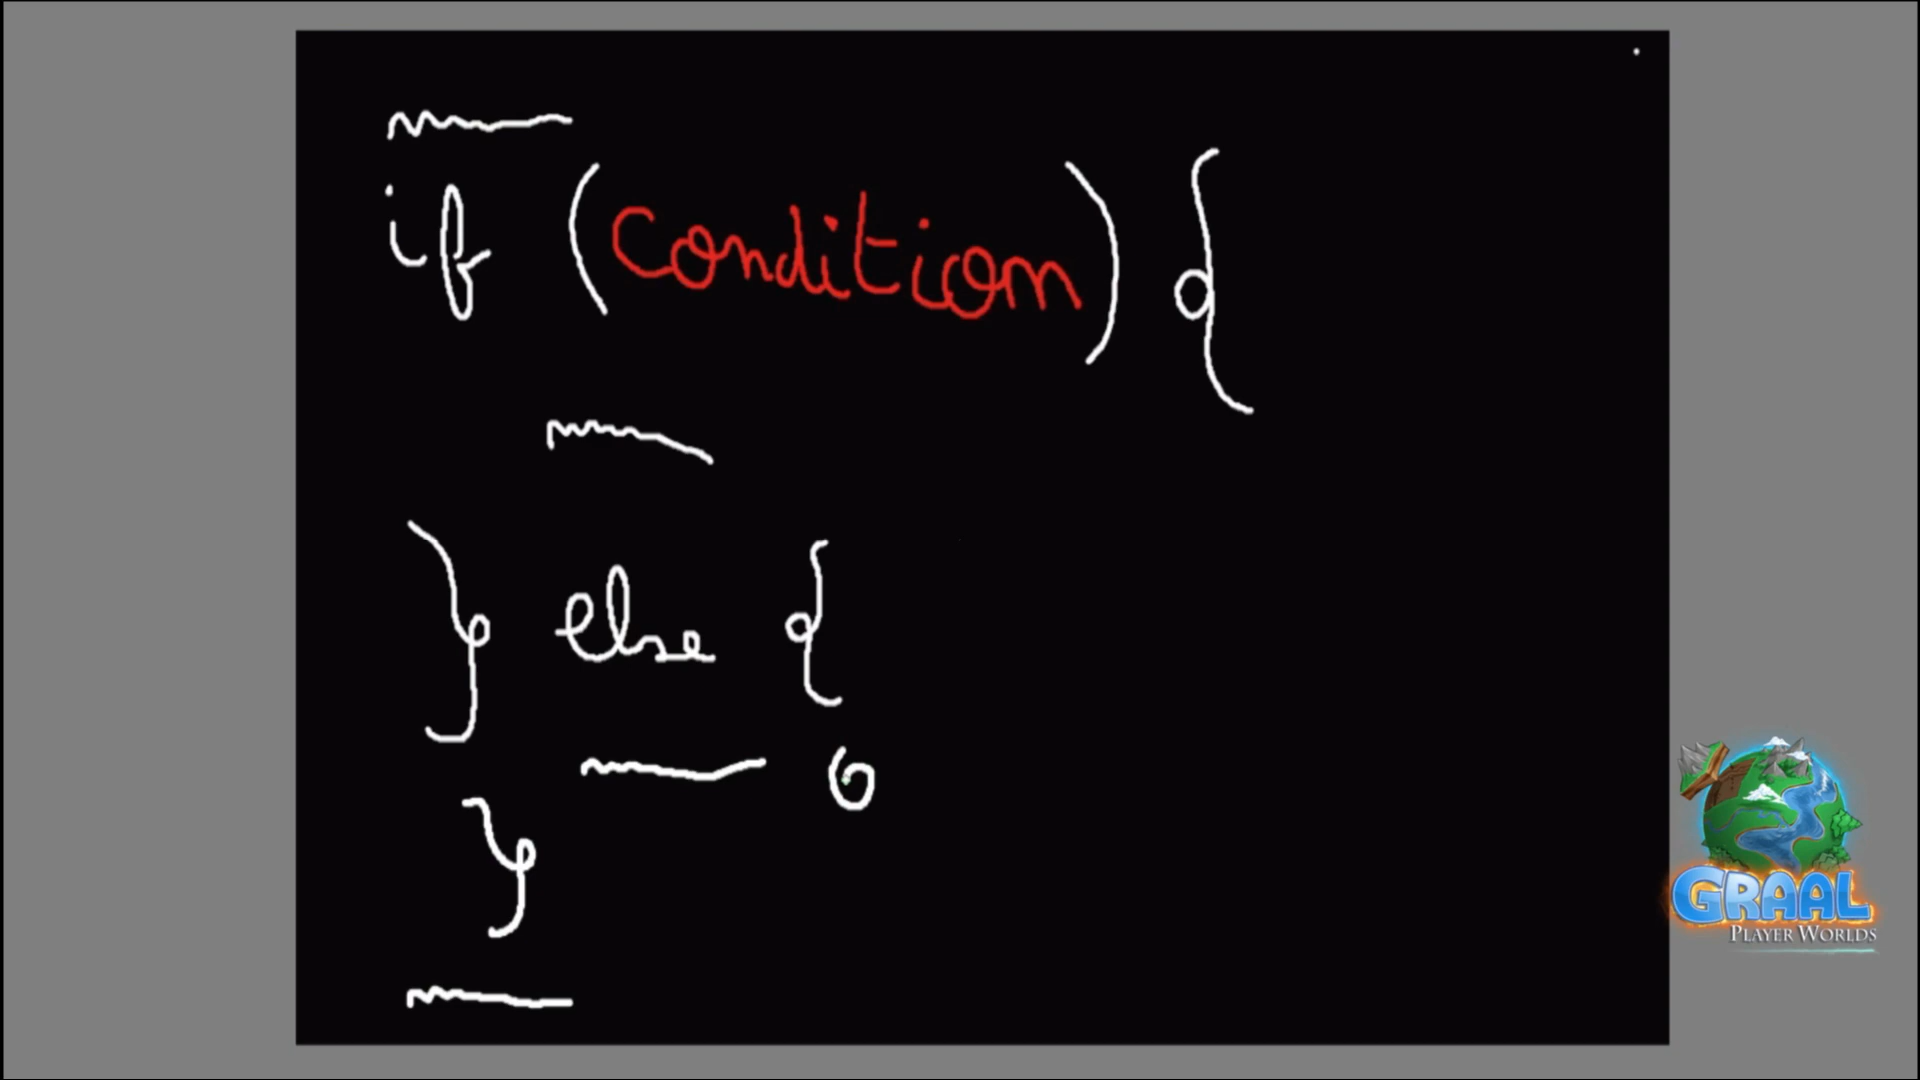 if (condition) {
} else {
}
GRAAL
PLAYER WORLDS